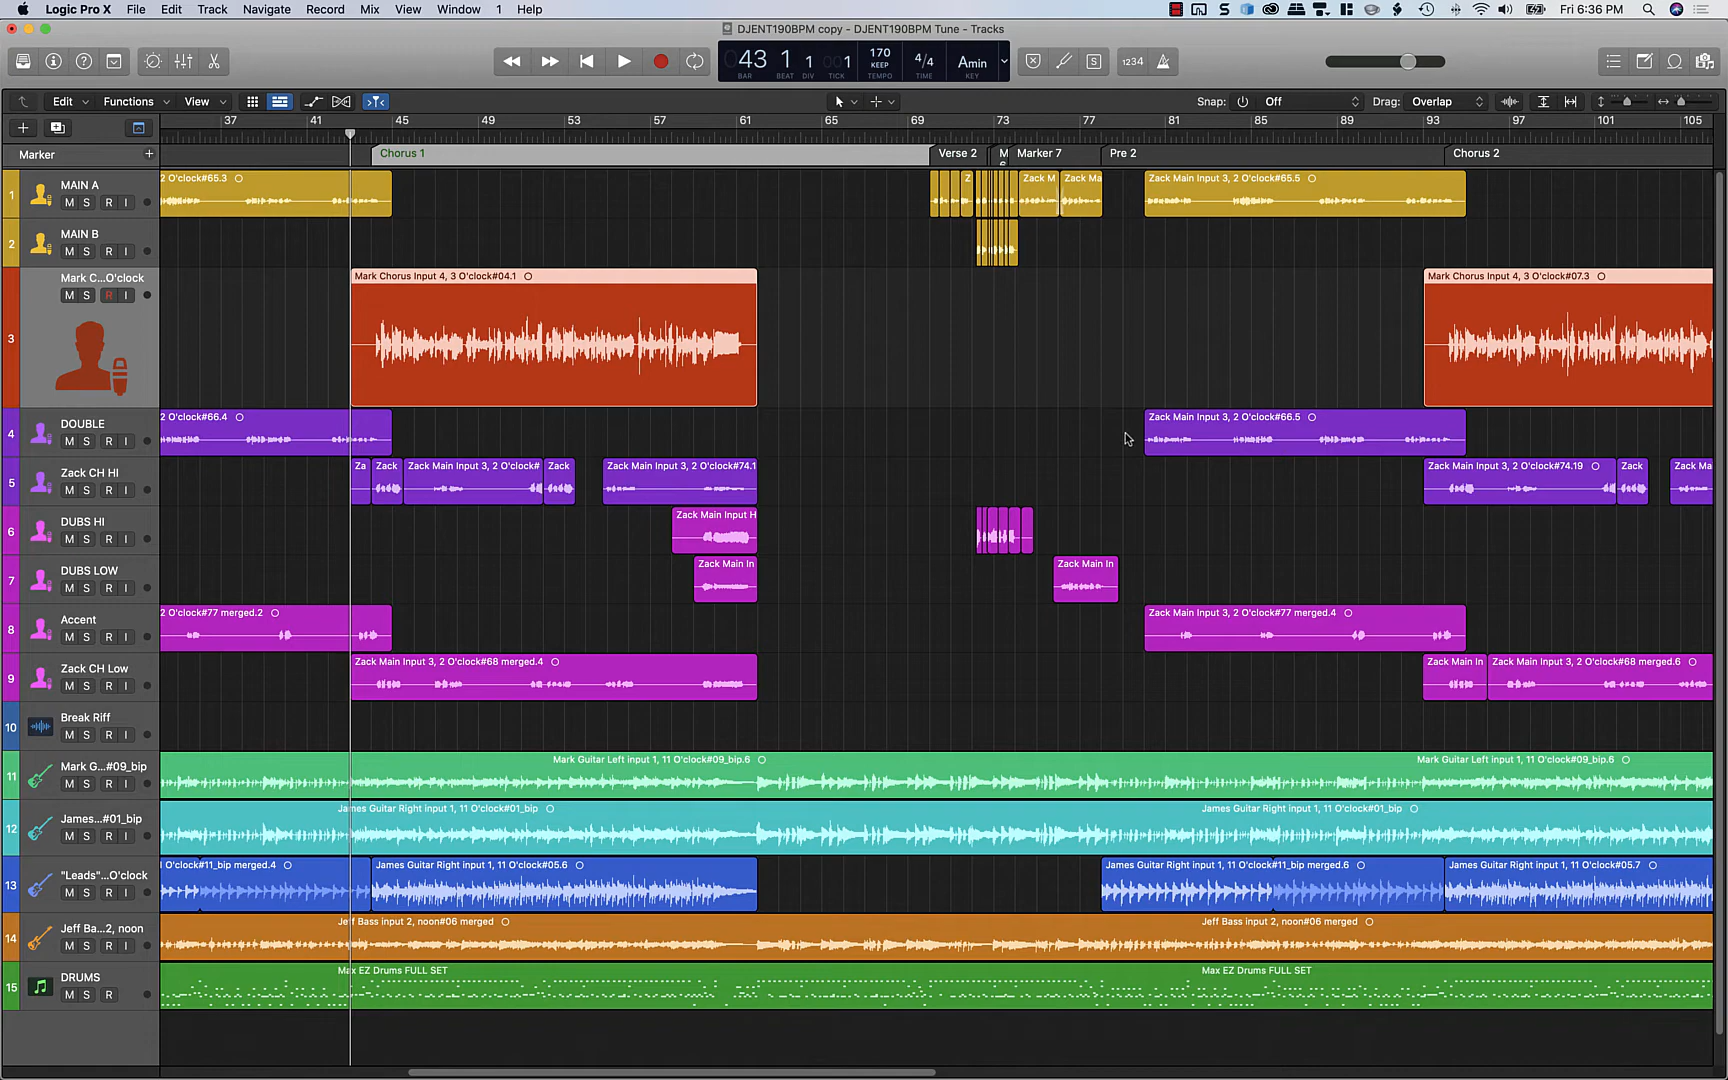 Logic Pro X File Edit Track Navigate Record Mix View Window 1 Help Fri 6:36 PM
DJENT190BPM copy - DJENT190BPM Tune - Tracks
43 1 1 001 170 KEEP 4/4 Amin 1234
BAR BEAT DIV TICK TEMPO TIME KEY
Edit Functions View Snap: Off Drag: Overlap
37 41 45 49 53 57 61 65 69 73 77 81 85 89 93 97 101 105
Marker + Chorus 1 Verse 2 M Marker 7 Pre 2 Chorus 2
1 MAIN A 2 O'clock#65.3 Z Zack M Zack Ma Zack Main Input 3, 2 O'clock#65.5
M S R I
2 MAIN B
M S R I
3 Mark C...O'clock Mark Chorus Input 4, 3 O'clock#04.1 Mark Chorus Input 4, 3 O'clock#07.3
M S R I
4 DOUBLE 2 O'clock#66.4 Zack Main Input 3, 2 O'clock#66.5
M S R I
5 Zack CH HI Za Zack Zack Main Input 3, 2 O'clock# Zack Zack Main Input 3, 2 O'clock#74.1 Zack Main Input 3, 2 O'clock#74.19 Zack Zack Ma
M S R I
6 DUBS HI Zack Main Input H
M S R I
7 DUBS LOW Zack Main In Zack Main In
M S R I
8 Accent 2 O'clock#77 merged.2 Zack Main Input 3, 2 O'clock#77 merged.4
M S R I
9 Zack CH Low Zack Main Input 3, 2 O'clock#68 merged.4 Zack Main In Zack Main Input 3, 2 O'clock#68 merged.6
M S R I
10 Break Riff
M S R I
11 Mark G...#09_bip Mark Guitar Left input 1, 11 O'clock#09_bip.6 Mark Guitar Left input 1, 11 O'clock#09_bip.6
M S R I
12 James...#01_bip James Guitar Right input 1, 11 O'clock#01_bip James Guitar Right input 1, 11 O'clock#01_bip
M S R I
13 "Leads"...O'clock O'clock#11_bip merged.4 James Guitar Right input 1, 11 O'clock#05.6 James Guitar Right input 1, 11 O'clock#11_bip merged.6 James Guitar Right input 1, 11 O'clock#05.7
M S R I
14 Jeff Ba...2, noon Jeff Bass input 2, noon#06 merged Jeff Bass input 2, noon#06 merged
M S R I
15 DRUMS Max EZ Drums FULL SET Max EZ Drums FULL SET
M S R